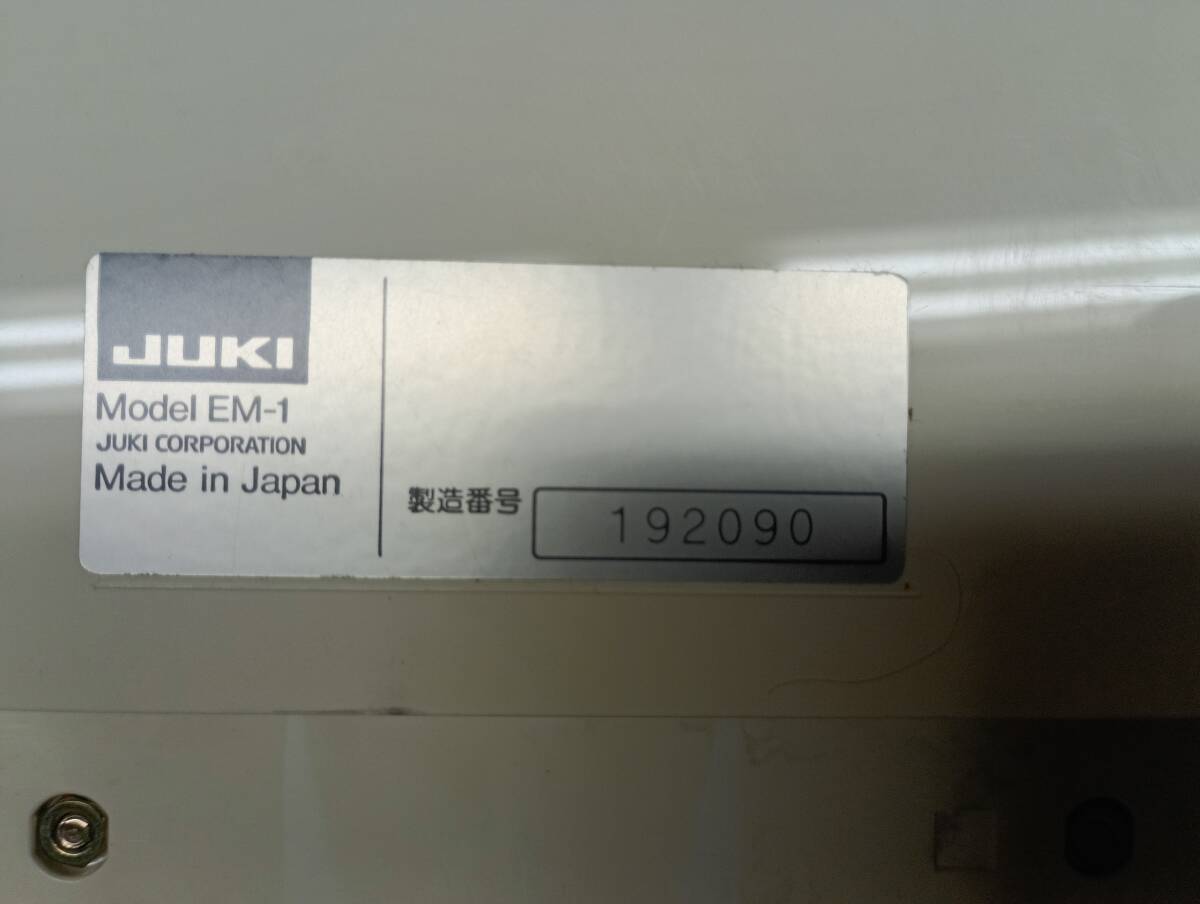 JUKI
Model EM-1
JUKI CORPORATION
Made in Japan
製造番号 192090